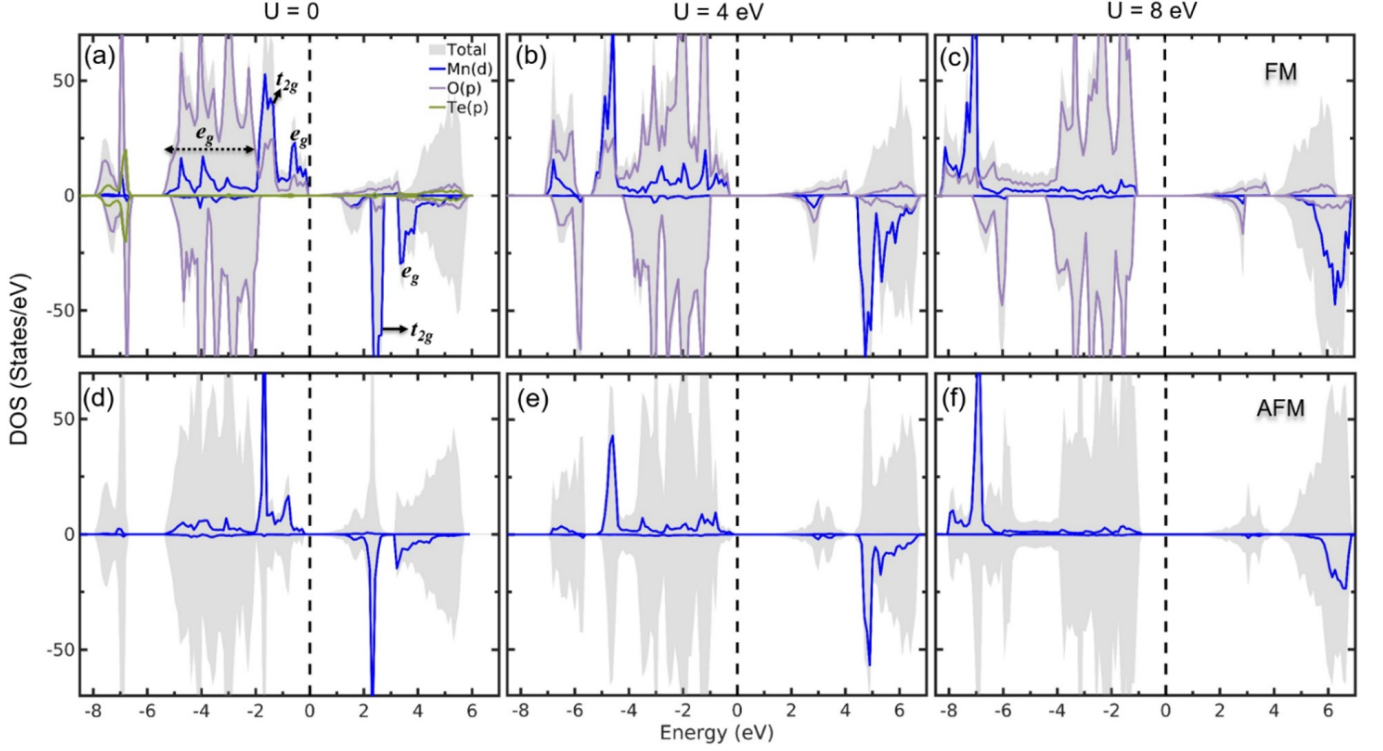 U = 0
U = 4 eV
U = 8 eV
(a)
Total
Mn(d)
O(p)
Te(p)
t2g
eg
eg
eg
t2g
(b)
(c)
FM
50
0
-50
DOS (States/eV)
(d)
(e)
(f)
AFM
50
0
-50
-8 -6 -4 -2 0 2 4 6
-8 -6 -4 -2 0 2 4 6
-8 -6 -4 -2 0 2 4 6
Energy (eV)